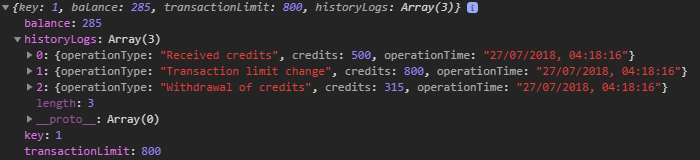 {key: 1, balance: 285, transactionLimit: 800, historyLogs: Array(3)} i
balance: 285
historyLogs: Array(3)
0: {operationType: "Received credits", credits: 500, operationTime: "27/07/2018, 04:18:16"}
1: {operationType: "Transaction limit change", credits: 800, operationTime: "27/07/2018, 04:18:16"}
2: {operationType: "Withdrawal of credits", credits: 315, operationTime: "27/07/2018, 04:18:16"}
length: 3
__proto__: Array(0)
key: 1
transactionLimit: 800